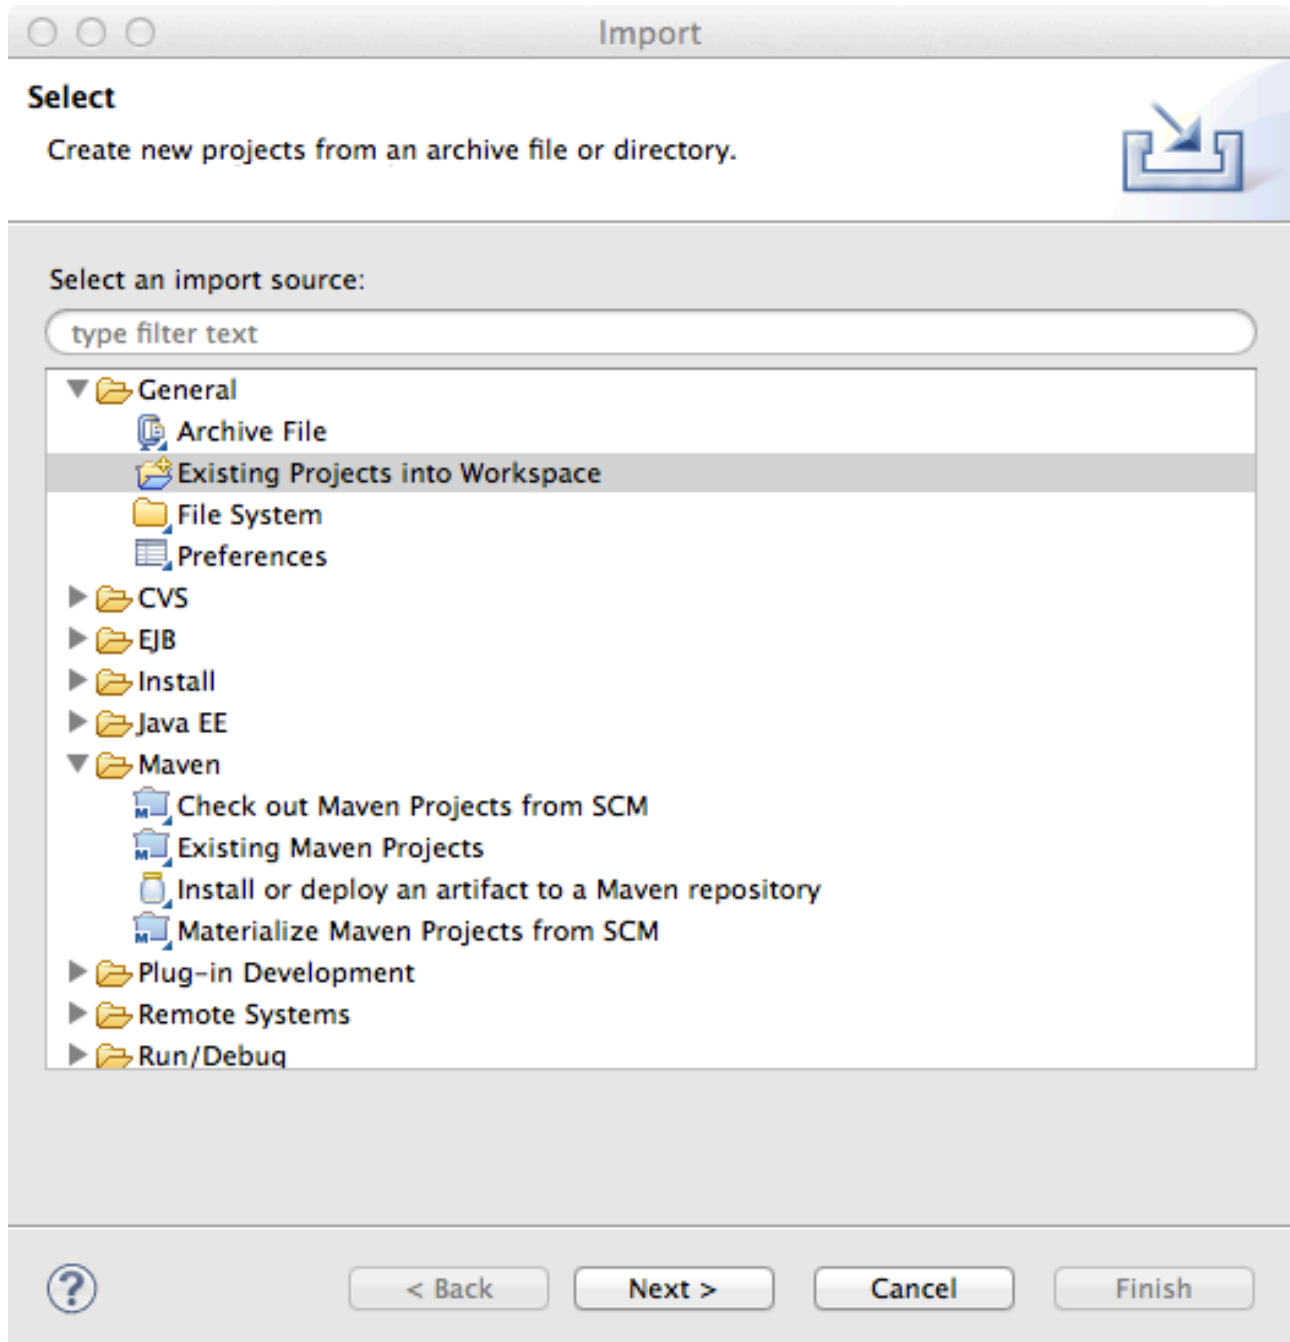 Import
Select
Create new projects from an archive file or directory.
Select an import source:
type filter text
General
Archive File
Existing Projects into Workspace
File System
Preferences
CVS
EJB
Install
Java EE
Maven
Check out Maven Projects from SCM
Existing Maven Projects
Install or deploy an artifact to a Maven repository
Materialize Maven Projects from SCM
Plug-in Development
Remote Systems
Run/Debug
? < Back Next > Cancel Finish